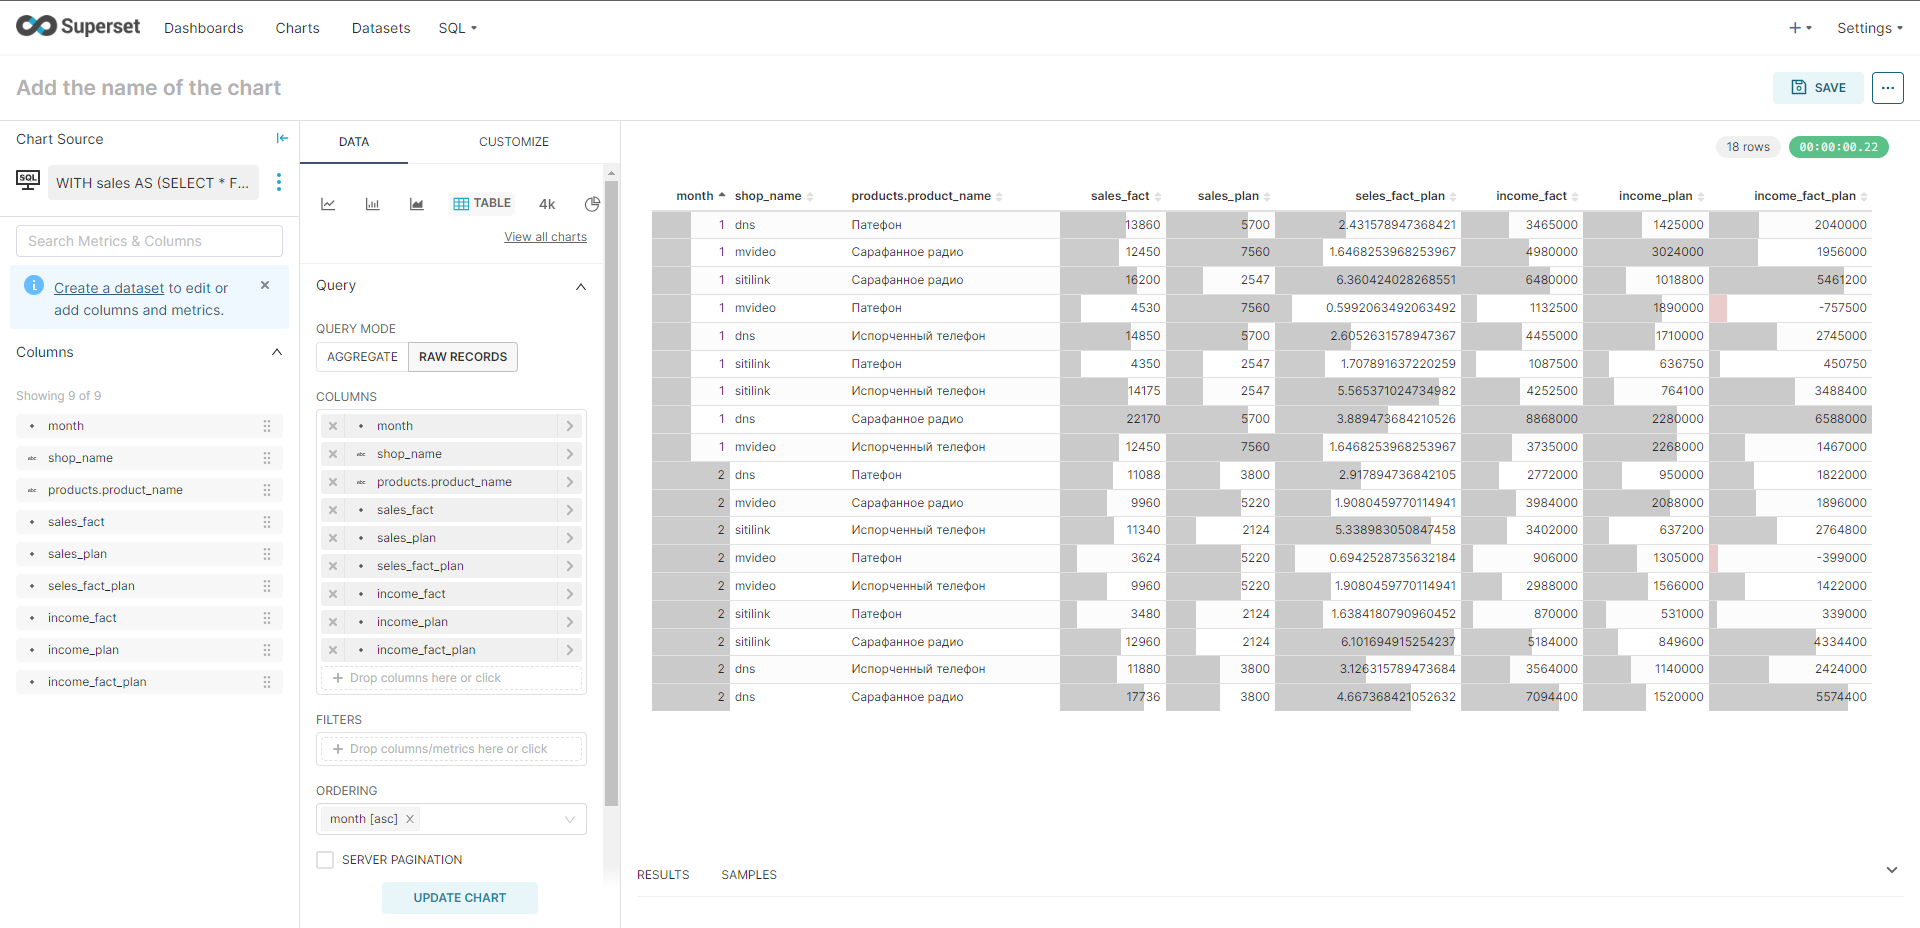 Superset Dashboards Charts Datasets SQL Settings
Add the name of the chart SAVE
Chart Source
SQL WITH sales AS (SELECT * F...
Search Metrics & Columns
Create a dataset to edit or
add columns and metrics.
Columns
Showing 9 of 9
month
abc shop_name
abc products.product_name
sales_fact
sales_plan
seles_fact_plan
income_fact
income_plan
income_fact_plan
DATA CUSTOMIZE
TABLE 4k
View all charts
Query
QUERY MODE
AGGREGATE RAW RECORDS
COLUMNS
month
abc shop_name
abc products.product_name
sales_fact
sales_plan
seles_fact_plan
income_fact
income_plan
income_fact_plan
Drop columns here or click
FILTERS
Drop columns/metrics here or click
ORDERING
month [asc]
SERVER PAGINATION
UPDATE CHART
18 rows 00:00:00.22
month shop_name products.product_name sales_fact sales_plan seles_fact_plan income_fact income_plan income_fact_plan
1 dns Патефон 13860 5700 2.431578947368421 3465000 1425000 2040000
1 mvideo Сарафанное радио 12450 7560 1.6468253968253967 4980000 3024000 1956000
1 sitilink Сарафанное радио 16200 2547 6.360424028268551 6480000 1018800 5461200
1 mvideo Патефон 4530 7560 0.5992063492063492 1132500 1890000 -757500
1 dns Испорченный телефон 14850 5700 2.6052631578947367 4455000 1710000 2745000
1 sitilink Патефон 4350 2547 1.707891637220259 1087500 636750 450750
1 sitilink Испорченный телефон 14175 2547 5.565371024734982 4252500 764100 3488400
1 dns Сарафанное радио 22170 5700 3.889473684210526 8868000 2280000 6588000
1 mvideo Испорченный телефон 12450 7560 1.6468253968253967 3735000 2268000 1467000
2 dns Патефон 11088 3800 2.917894736842105 2772000 950000 1822000
2 mvideo Сарафанное радио 9960 5220 1.9080459770114941 3984000 2088000 1896000
2 sitilink Испорченный телефон 11340 2124 5.338983050847458 3402000 637200 2764800
2 mvideo Патефон 3624 5220 0.6942528735632184 906000 1305000 -399000
2 mvideo Испорченный телефон 9960 5220 1.9080459770114941 2988000 1566000 1422000
2 sitilink Патефон 3480 2124 1.6384180790960452 870000 531000 339000
2 sitilink Сарафанное радио 12960 2124 6.101694915254237 5184000 849600 4334400
2 dns Испорченный телефон 11880 3800 3.126315789473684 3564000 1140000 2424000
2 dns Сарафанное радио 17736 3800 4.667368421052632 7094400 1520000 5574400
RESULTS SAMPLES